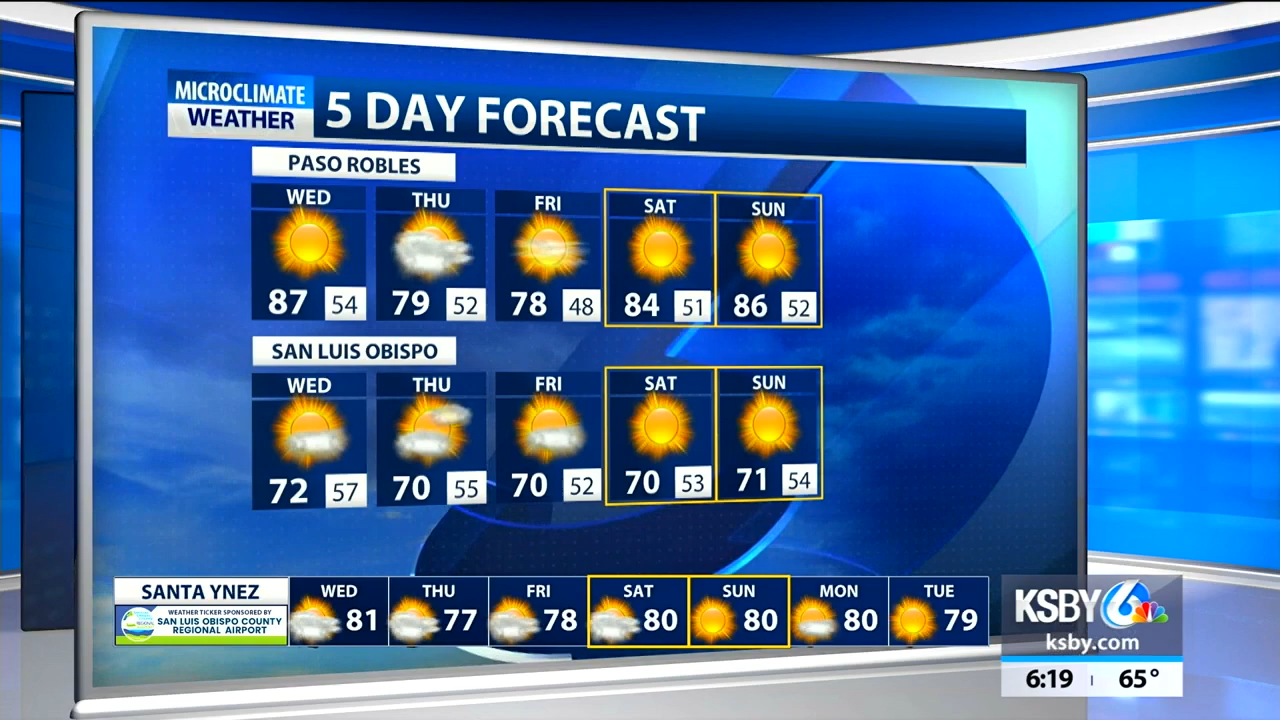 MICROCLIMATE
WEATHER
5 DAY FORECAST
PASO ROBLES
WED THU FRI SAT SUN
87 54 79 52 78 48 84 51 86 52
SAN LUIS OBISPO
WED THU FRI SAT SUN
72 57 70 55 70 52 70 53 71 54
SANTA YNEZ
WEATHER TICKER SPONSORED BY
SAN LUIS OBISPO COUNTY
REGIONAL AIRPORT
WED THU FRI SAT SUN MON TUE
81 77 78 80 80 80 79
KSBY 6
ksby.com
6:19 65°